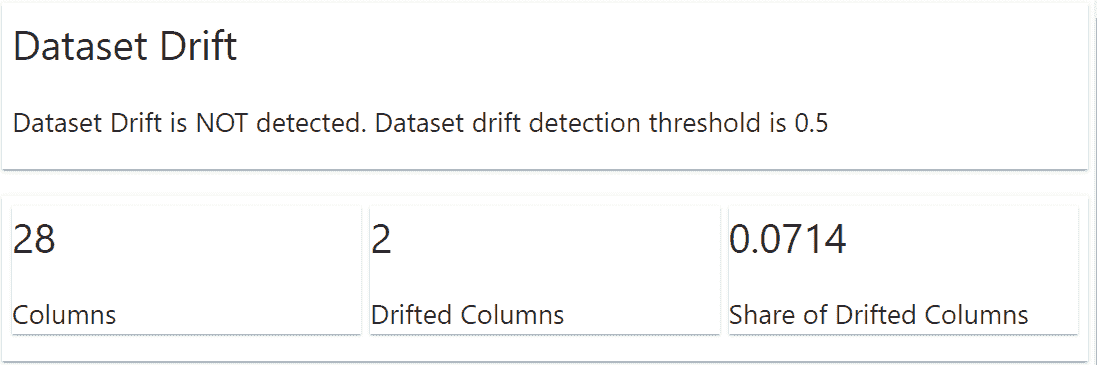 Dataset Drift
Dataset Drift is NOT detected. Dataset drift detection threshold is 0.5
28
2
0.0714
Columns
Drifted Columns
Share of Drifted Columns